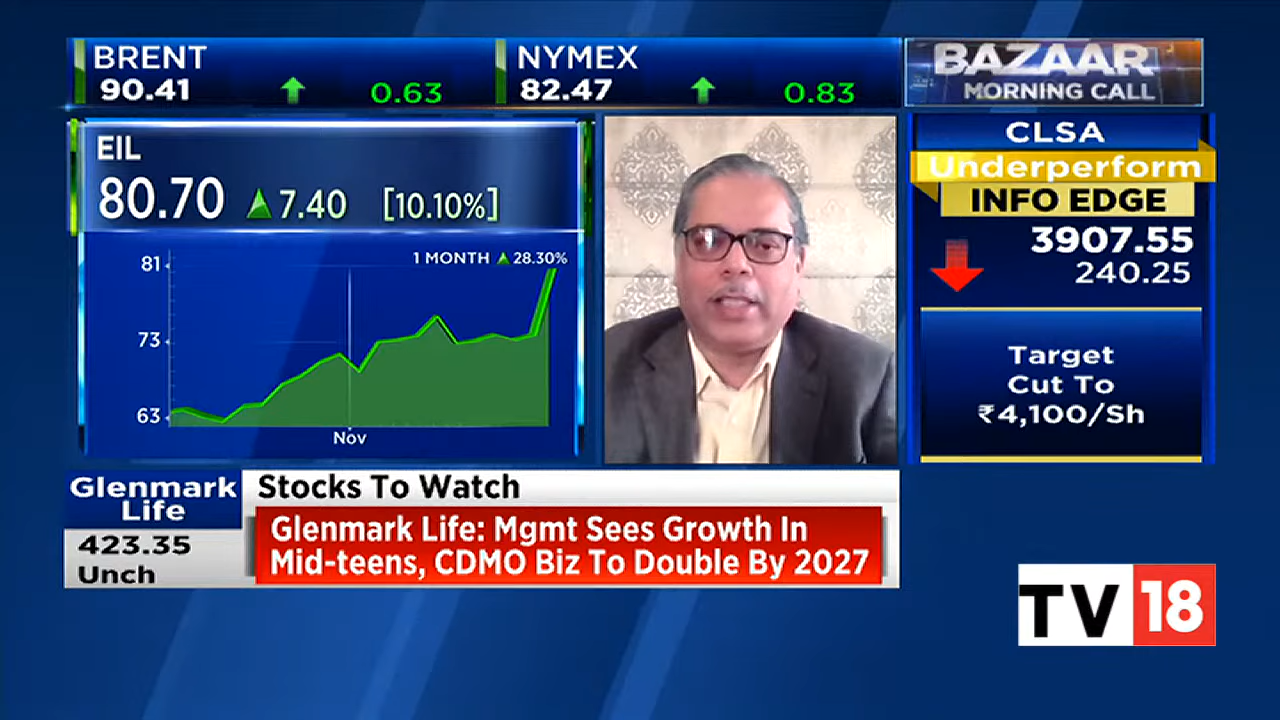 BRENT
90.41 0.63
NYMEX
82.47 0.83
BAZAAR
MORNING CALL
EIL
80.70 7.40 [10.10%]
1 MONTH 28.30%
81
73
63
Nov
CLSA
Underperform
INFO EDGE
3907.55
240.25
Target
Cut To
₹4,100/Sh
Glenmark
Life
423.35
Unch
Stocks To Watch
Glenmark Life: Mgmt Sees Growth In
Mid-teens, CDMO Biz To Double By 2027
TV18